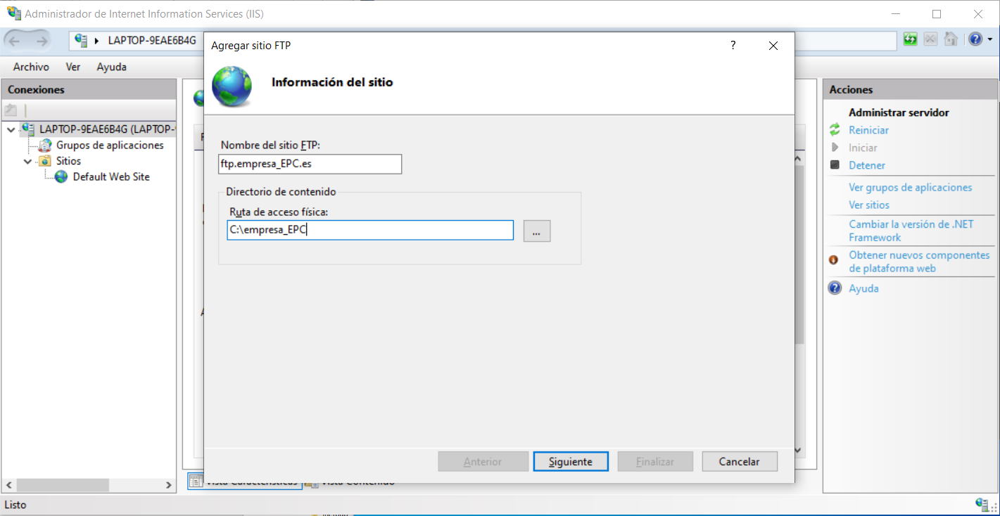 Administrador de Internet Information Services (IIS)
LAPTOP-9EAE6B4G
Archivo Ver Ayuda
Conexiones
LAPTOP-9EAE6B4G (LAPTOP-
Grupos de aplicaciones
Sitios
Default Web Site
Agregar sitio FTP
?
Información del sitio
Nombre del sitio FTP:
ftp.empresa_EPC.es
Directorio de contenido
Ruta de acceso física:
C:\empresa_EPC
...
Anterior
Siguiente
Finalizar
Cancelar
Vista Características
Vista Contenido
Acciones
Administrar servidor
Reiniciar
Iniciar
Detener
Ver grupos de aplicaciones
Ver sitios
Cambiar la versión de .NET
Framework
Obtener nuevos componentes
de plataforma web
Ayuda
Listo